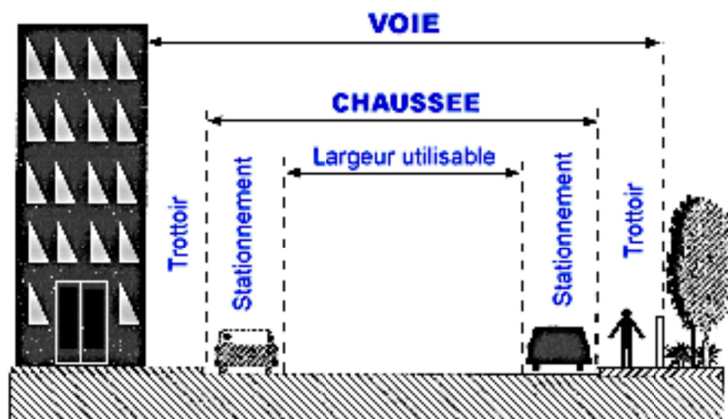 VOIE
CHAUSSEE
Largeur utilisable
Trottoir
Stationnement
Stationnement
Trottoir